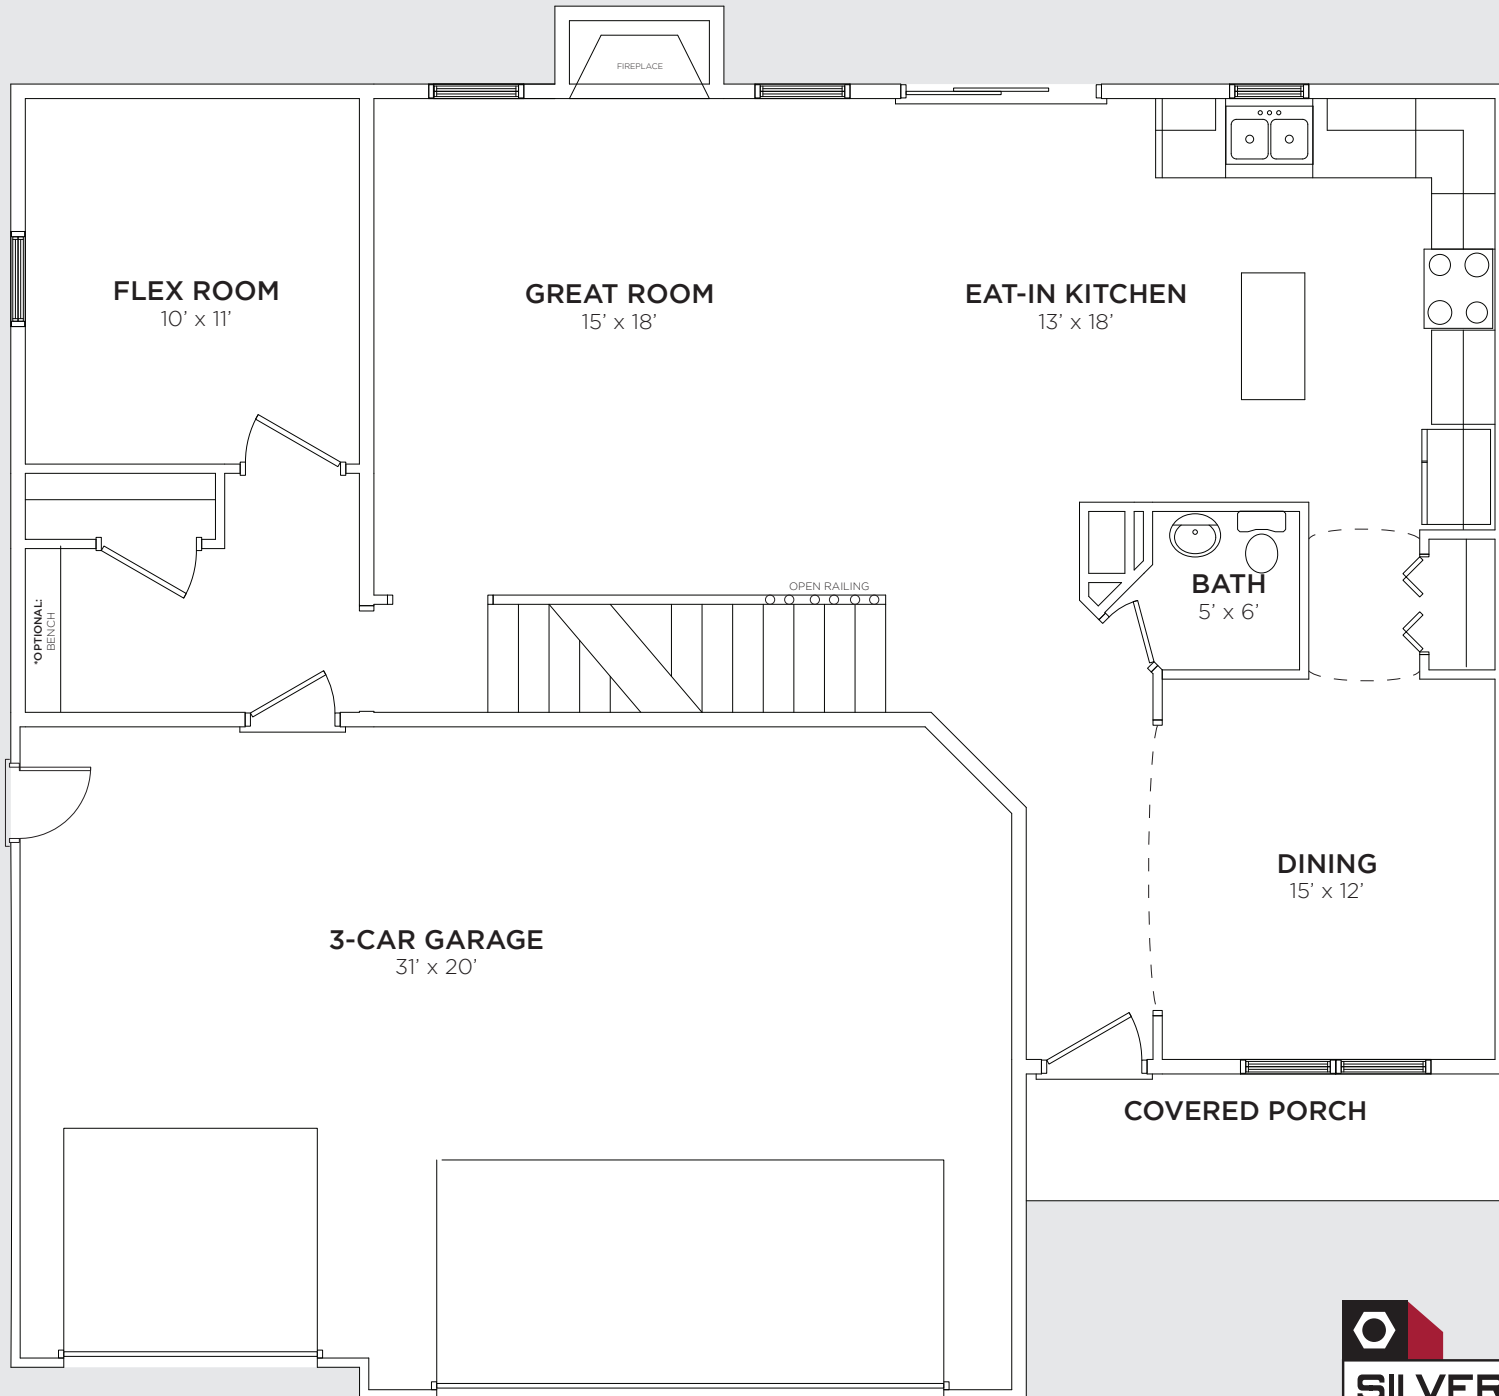 FIREPLACE
FLEX ROOM
10' x 11'
GREAT ROOM
15' x 18'
EAT-IN KITCHEN
13' x 18'
OPEN RAILING
BATH
5' x 6'
*OPTIONAL:
BENCH
DINING
15' x 12'
3-CAR GARAGE
31' x 20'
COVERED PORCH
SILVER